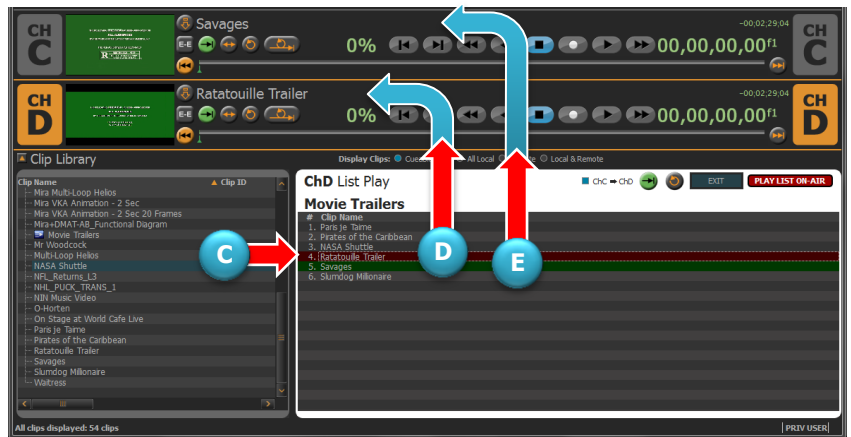 CH
C
Savages
E-E
0%
-00;02;29;04
00,00,00,00f1
CH
C
CH
D
Ratatouille Trailer
E-E
0%
-00;02;29;04
00,00,00,00f1
CH
D
Clip Library
Display Clips:
All Local
Local & Remote
Clip Name
Clip ID
Mira Multi-Loop Helios
Mira VKA Animation - 2 Sec
Mira VKA Animation - 2 Sec 20 Frames
Mira+DMAT-AB_Functional Diagram
Movie Trailers
Mr Woodcock
Multi-Loop Helios
NASA Shuttle
NFL_Returns_L3
NHL_PUCK_TRANS_1
NIN Music Video
O-Horten
On Stage at World Cafe Live
Paris je Taime
Pirates of the Caribbean
Ratatouille Trailer
Savages
Slumdog Milionaire
Waitress
ChD List Play
ChC ➡ ChD
EXIT
PLAY LIST ON-AIR
Movie Trailers
# Clip Name
1. Paris je Taime
2. Pirates of the Caribbean
3. NASA Shuttle
4. Ratatouille Trailer
5. Savages
6. Slumdog Milionaire
C
D
E
All clips displayed: 54 clips
PRIV USER